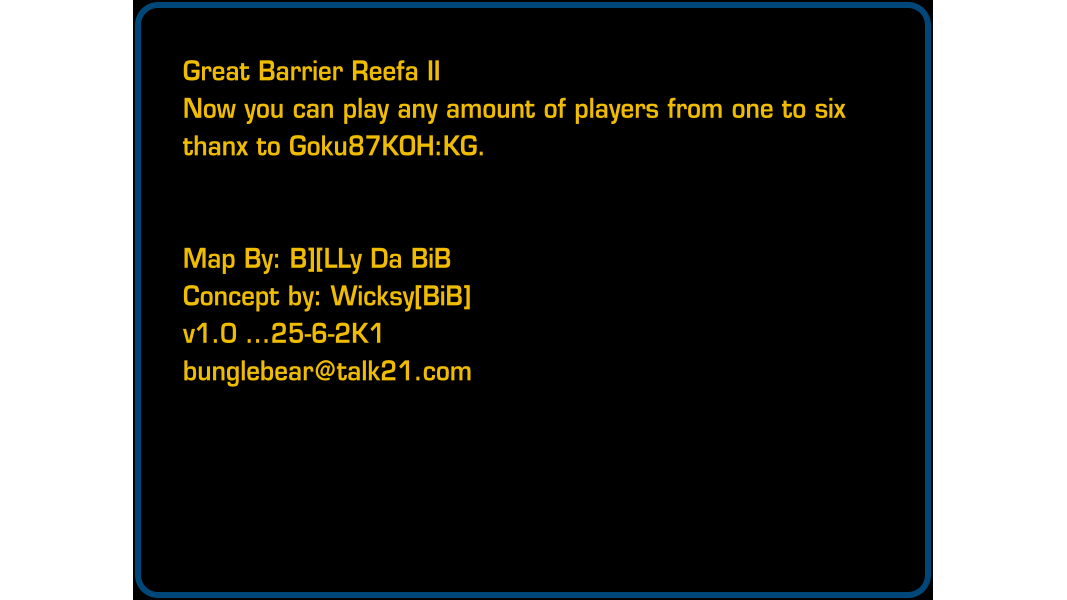 Great Barrier Reefa II
Now you can play any amount of players from one to six
thanx to Goku87KOH:KG.
Map By: B][LLy Da BiB
Concept by: Wicksy[BiB]
v1.0 ...25-6-2K1
bunglebear@talk21.com